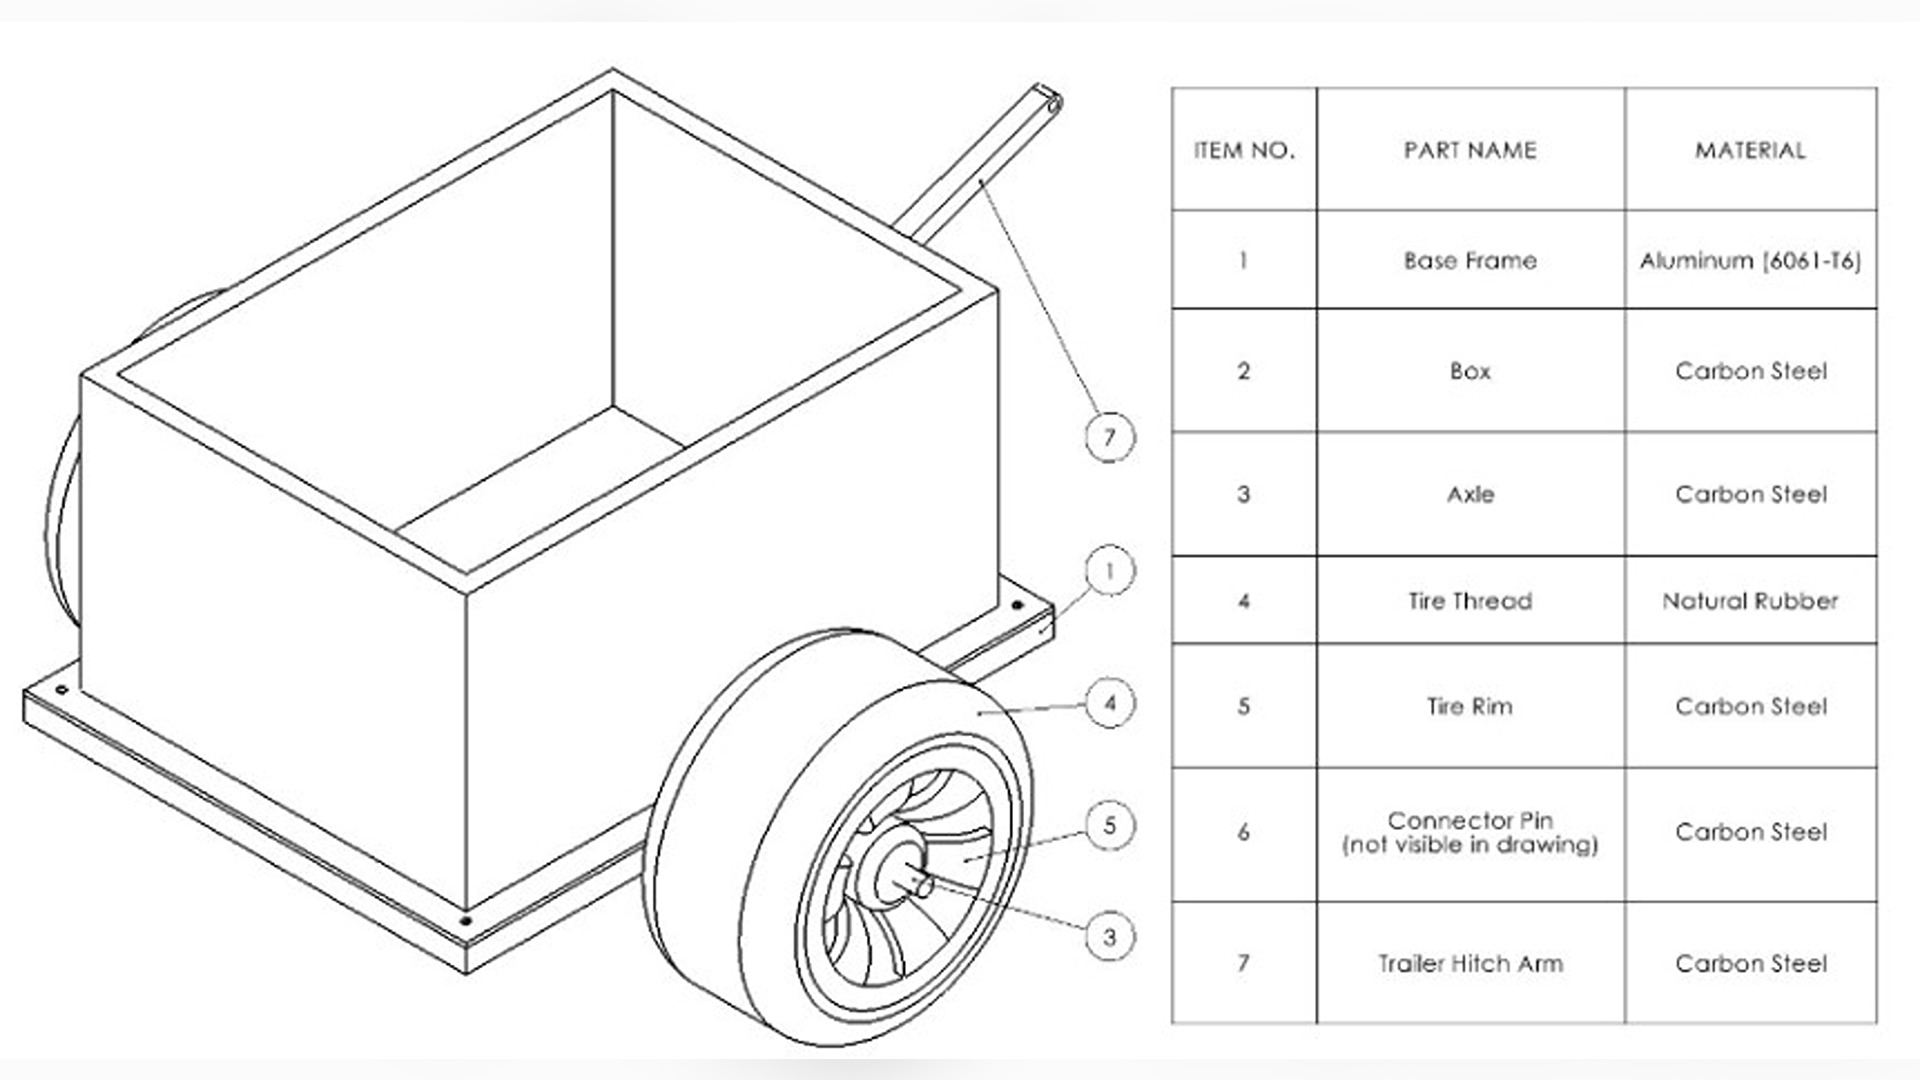 ITEM NO. PART NAME MATERIAL
1 Base Frame Aluminum (6061-T6)
2 Box Carbon Steel
3 Axle Carbon Steel
4 Tire Thread Natural Rubber
5 Tire Rim Carbon Steel
6 Connector Pin
(not visible in drawing) Carbon Steel
7 Trailer Hitch Arm Carbon Steel
7
1
4
5
3